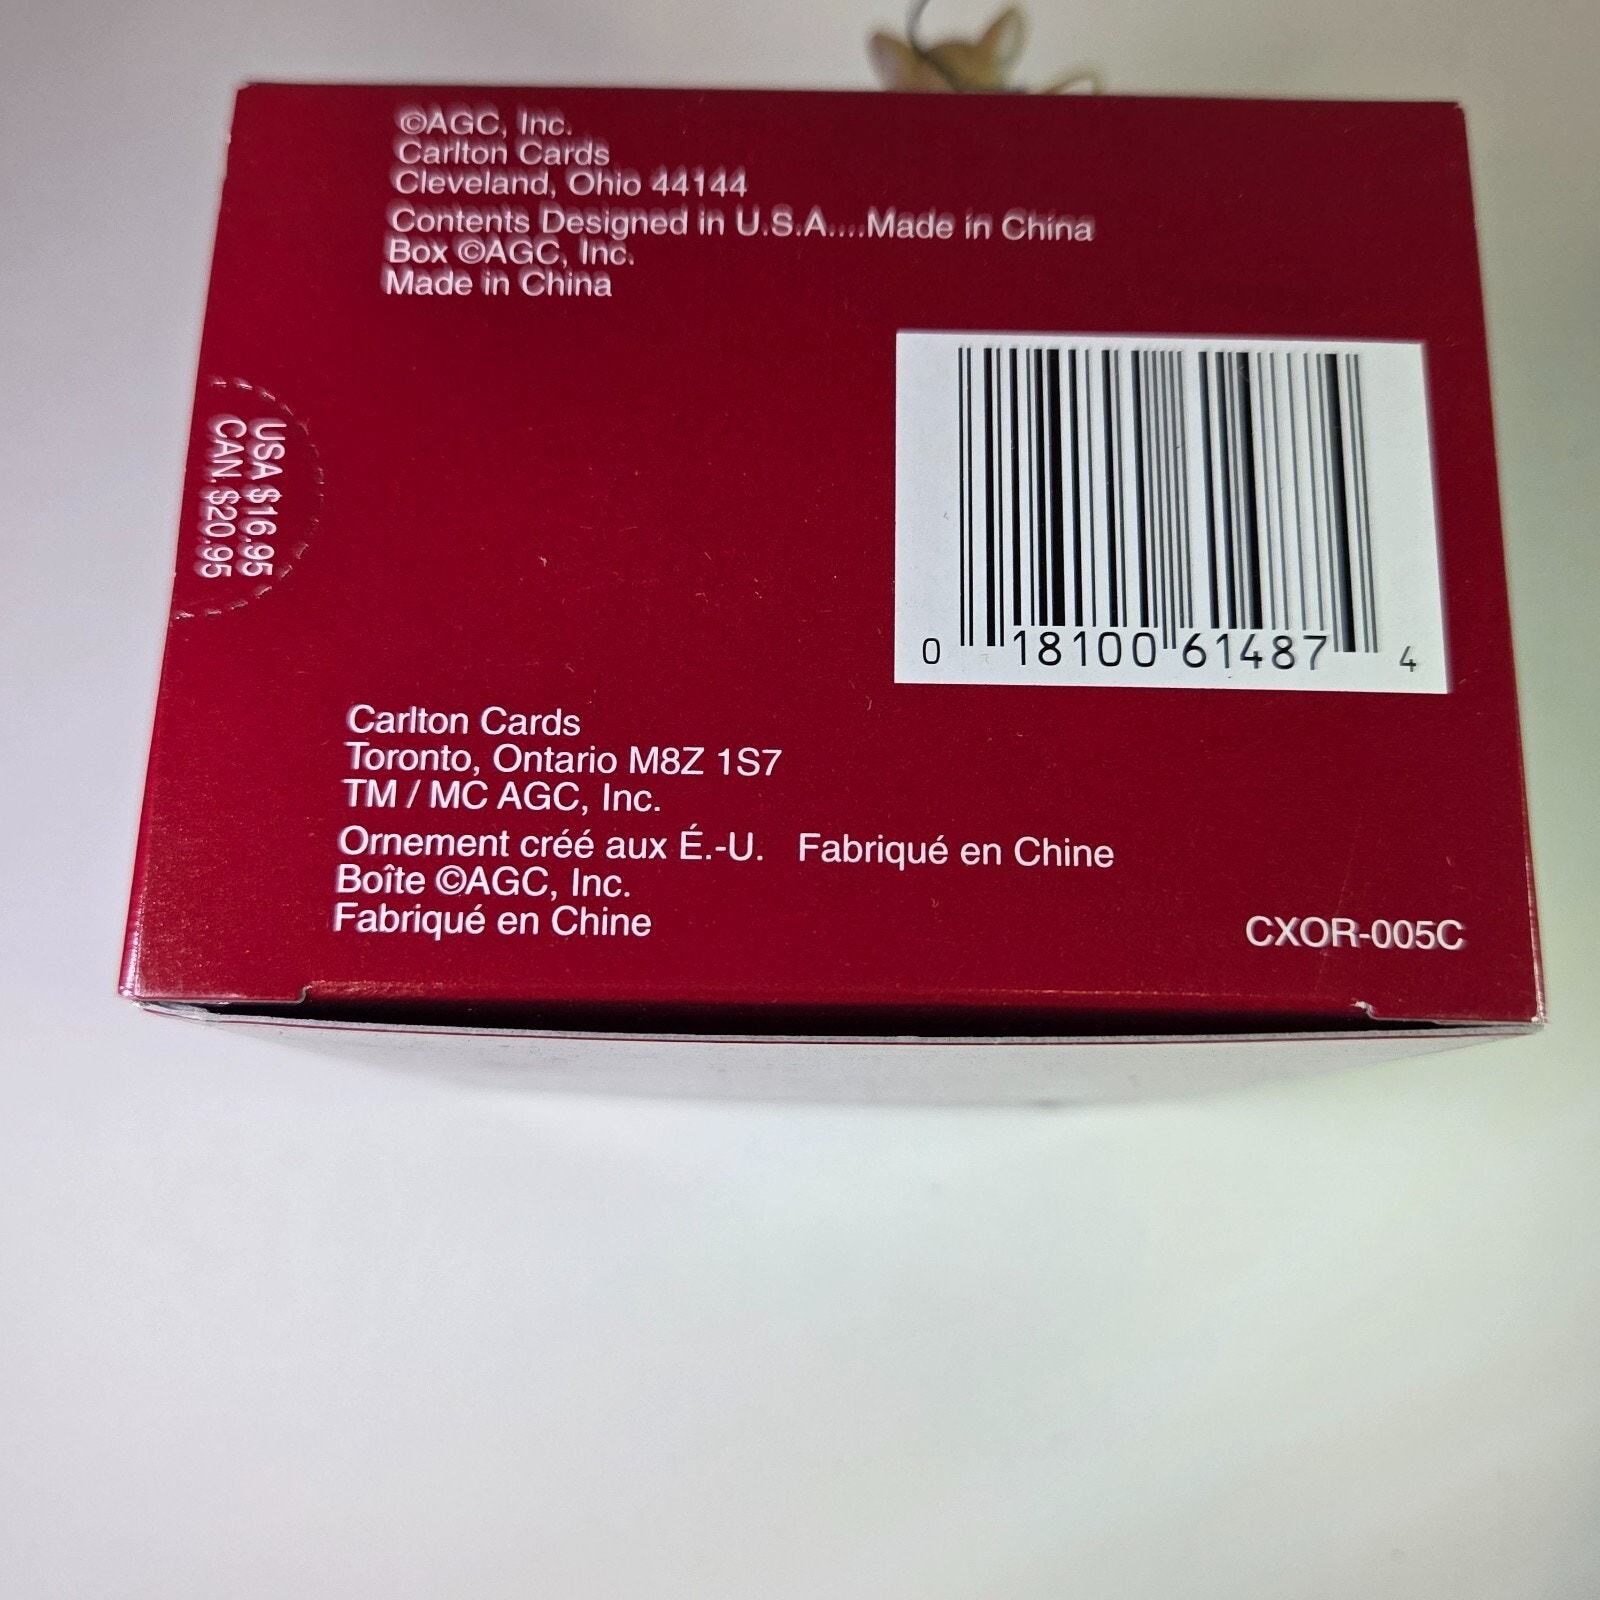 ©AGC, Inc.
Carlton Cards
Cleveland, Ohio 44144
Contents Designed in U.S.A....Made in China
Box ©AGC, Inc.
Made in China
USA $16.95
CAN. $20.95
0 18100 61487 4
Carlton Cards
Toronto, Ontario M8Z 1S7
TM / MC AGC, Inc.
Ornement créé aux É.-U. Fabriqué en Chine
Boîte ©AGC, Inc.
Fabriqué en Chine
CXOR-005C